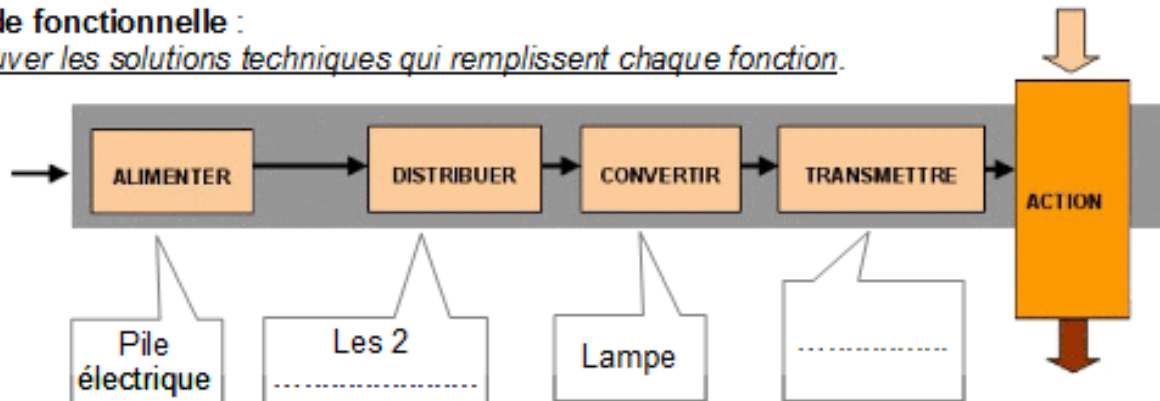 de fonctionnelle :
uver les solutions techniques qui remplissent chaque fonction.
ALIMENTER
DISTRIBUER
CONVERTIR
TRANSMETTRE
ACTION
Pile
électrique
Les 2
........................
Lampe
..................